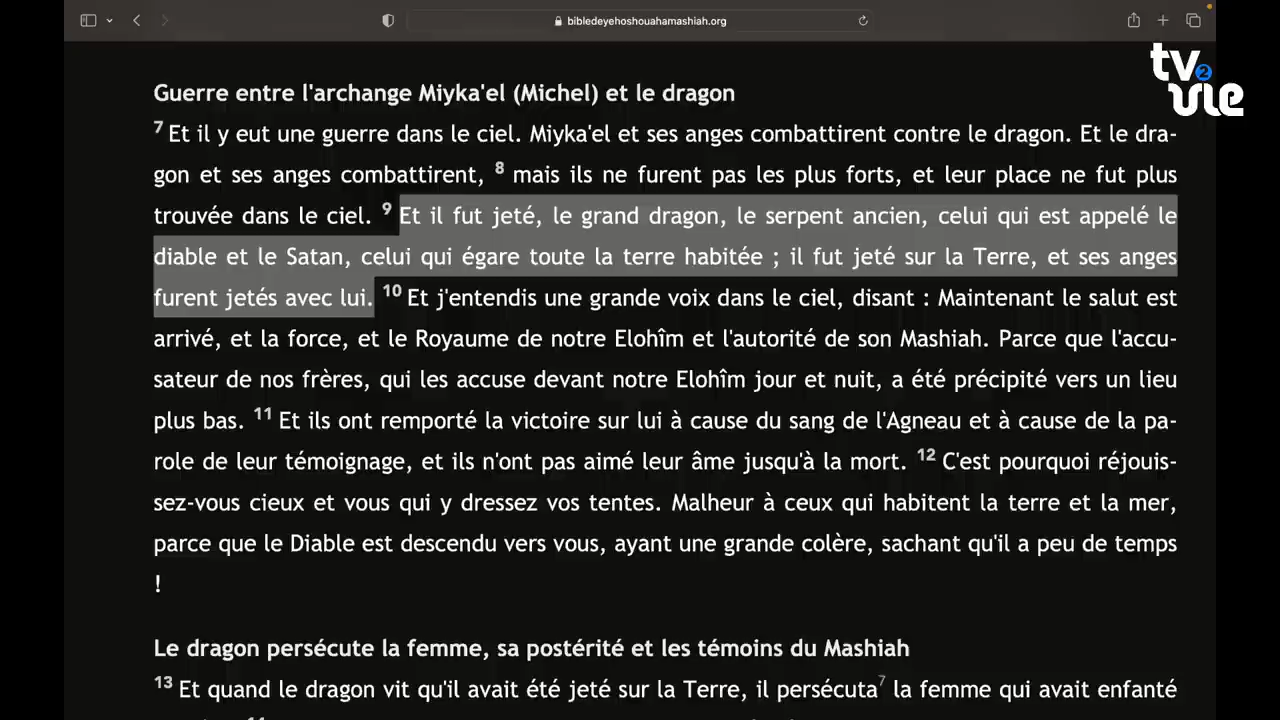 bibledeyehoshouahamashiah.org
tv2vie
Guerre entre l'archange Miyka'el (Michel) et le dragon
7 Et il y eut une guerre dans le ciel. Miyka'el et ses anges combattirent contre le dragon. Et le dra-
gon et ses anges combattirent, 8 mais ils ne furent pas les plus forts, et leur place ne fut plus
trouvée dans le ciel. 9 Et il fut jeté, le grand dragon, le serpent ancien, celui qui est appelé le
diable et le Satan, celui qui égare toute la terre habitée ; il fut jeté sur la Terre, et ses anges
furent jetés avec lui. 10 Et j'entendis une grande voix dans le ciel, disant : Maintenant le salut est
arrivé, et la force, et le Royaume de notre Elohîm et l'autorité de son Mashiah. Parce que l'accu-
sateur de nos frères, qui les accuse devant notre Elohîm jour et nuit, a été précipité vers un lieu
plus bas. 11 Et ils ont remporté la victoire sur lui à cause du sang de l'Agneau et à cause de la pa-
role de leur témoignage, et ils n'ont pas aimé leur âme jusqu'à la mort. 12 C'est pourquoi réjouis-
sez-vous cieux et vous qui y dressez vos tentes. Malheur à ceux qui habitent la terre et la mer,
parce que le Diable est descendu vers vous, ayant une grande colère, sachant qu'il a peu de temps
!
Le dragon persécute la femme, sa postérité et les témoins du Mashiah
13 Et quand le dragon vit qu'il avait été jeté sur la Terre, il persécuta7 la femme qui avait enfanté